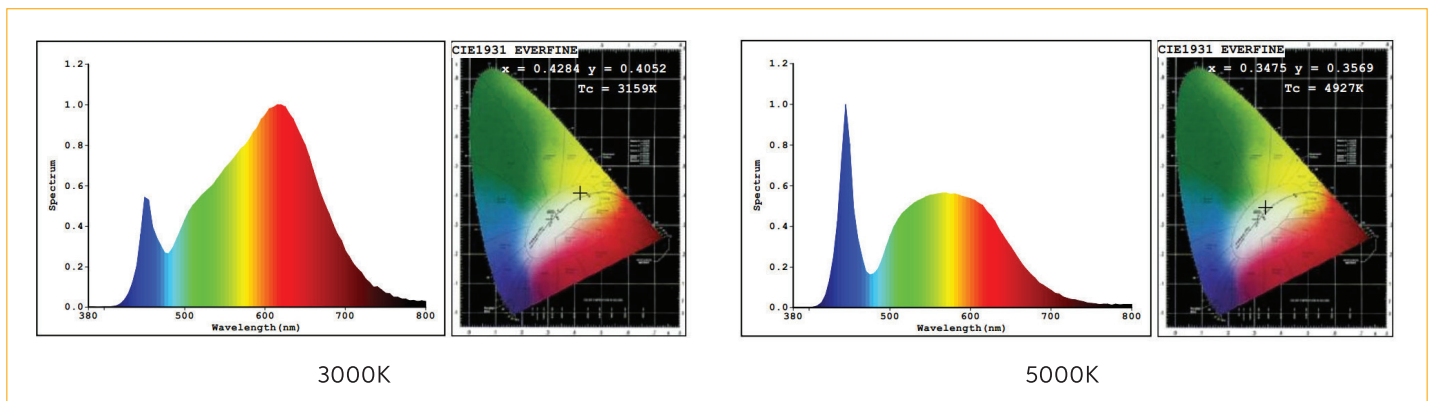 CIE1931 EVERFINE
x = 0.4284 y = 0.4052
Tc = 3159K
1.2
1.0
0.8
0.6
0.4
0.2
0.0
Spectrum
380
500
600
700
800
Wavelength(nm)
3000K
CIE1931 EVERFINE
x = 0.3475 y = 0.3569
Tc = 4927K
1.2
1.0
0.8
0.6
0.4
0.2
0.0
Spectrum
380
500
600
700
800
Wavelength(nm)
5000K